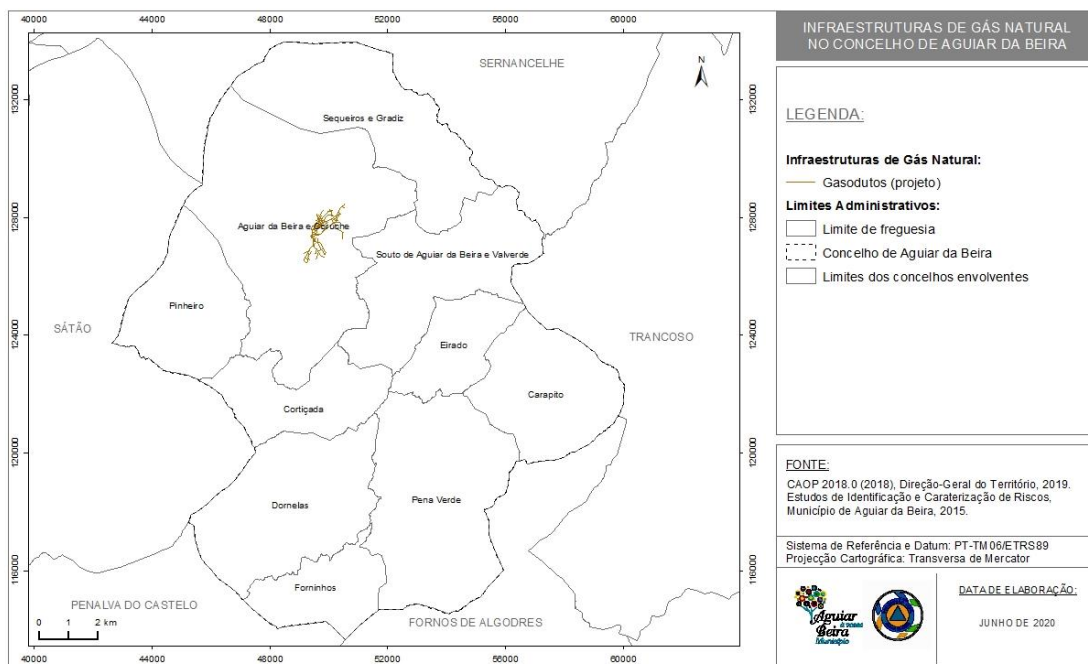 40000 44000 48000 52000 56000 60000
INFRAESTRUTURAS DE GÁS NATURAL
NO CONCELHO DE AGUIAR DA BEIRA
132000
128000
124000
120000
116000
132000
128000
124000
120000
116000
SERNANCELHE
N
Sequeiros e Gradiz
Aguiar da Beira e Coruche
Souto de Aguiar da Beira e Valverde
Pinheiro
SÁTÃO
TRANCOSO
Eirado
Carapito
Cortiçada
Dornelas
Pena Verde
Forninhos
PENALVA DO CASTELO
FORNOS DE ALGODRES
0 1 2 km
40000 44000 48000 52000 56000 60000
LEGENDA:
Infraestruturas de Gás Natural:
Gasodutos (projeto)
Limites Administrativos:
Limite de freguesia
Concelho de Aguiar da Beira
Limites dos concelhos envolventes
FONTE:
CAOP 2018.0 (2018), Direção-Geral do Território, 2019.
Estudos de Identificação e Caraterização de Riscos,
Município de Aguiar da Beira, 2015.
Sistema de Referência e Datum: PT-TM06/ETRS89
Projecção Cartográfica: Transversa de Mercator
Aguiar
Beira
Município
DATA DE ELABORAÇÃO:
JUNHO DE 2020